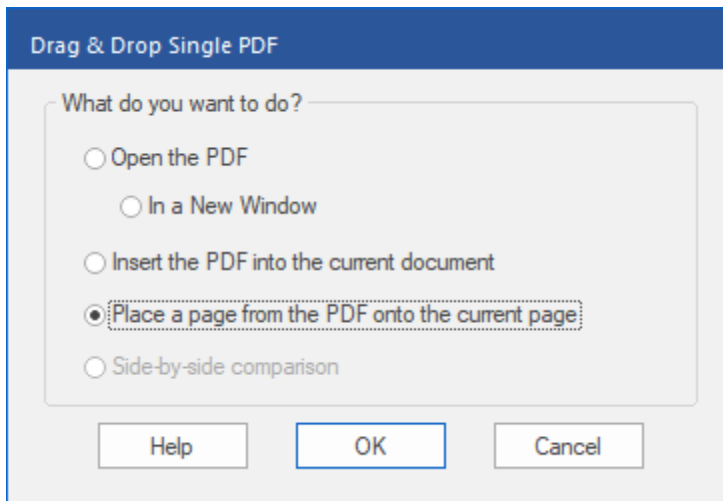 Drag & Drop Single PDF
What do you want to do?
Open the PDF
In a New Window
Insert the PDF into the current document
Place a page from the PDF onto the current page
Side-by-side comparison
Help OK Cancel